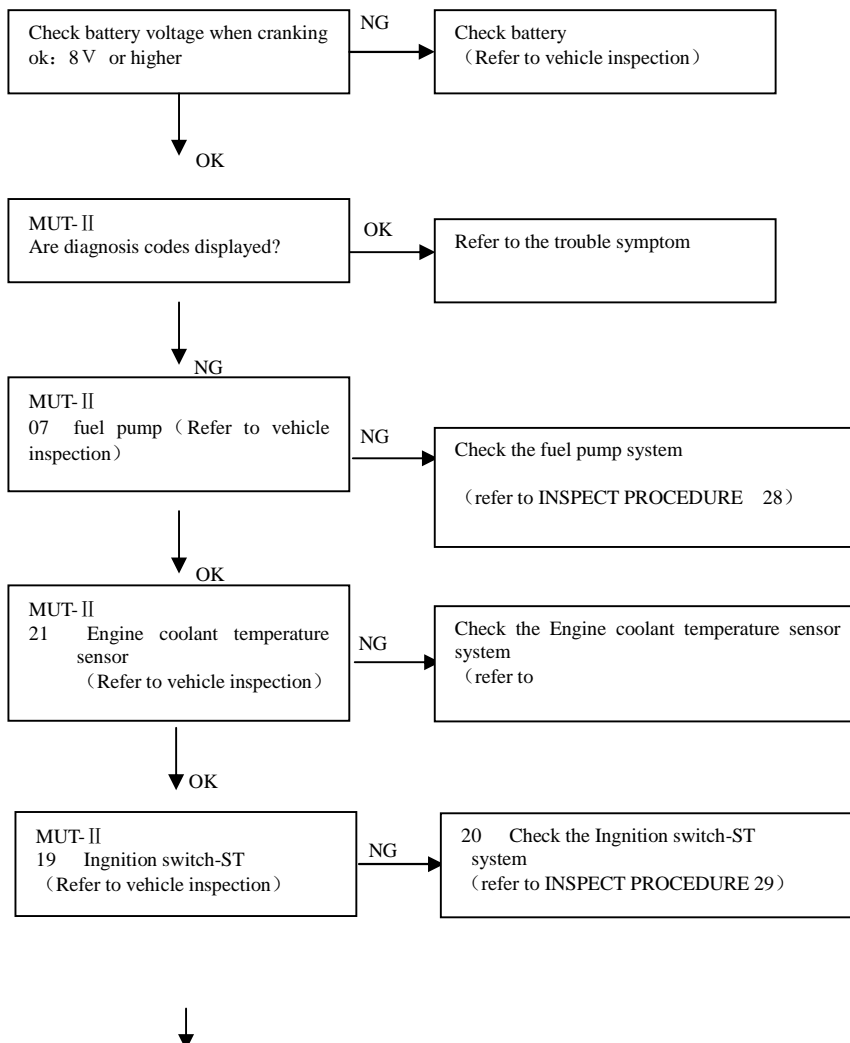 Check battery voltage when cranking
ok：8Ⅴ or higher
NG
Check battery
（Refer to vehicle inspection）
OK
MUT-Ⅱ
Are diagnosis codes displayed?
OK
Refer to the trouble symptom
NG
MUT-Ⅱ
07 fuel pump（Refer to vehicle
inspection）
NG
Check the fuel pump system
（refer to INSPECT PROCEDURE 28）
OK
MUT-Ⅱ
21 Engine coolant temperature
sensor
（Refer to vehicle inspection）
NG
Check the Engine coolant temperature sensor
system
（refer to
OK
MUT-Ⅱ
19 Ingnition switch-ST
（Refer to vehicle inspection）
NG
20 Check the Ingnition switch-ST
system
（refer to INSPECT PROCEDURE 29）